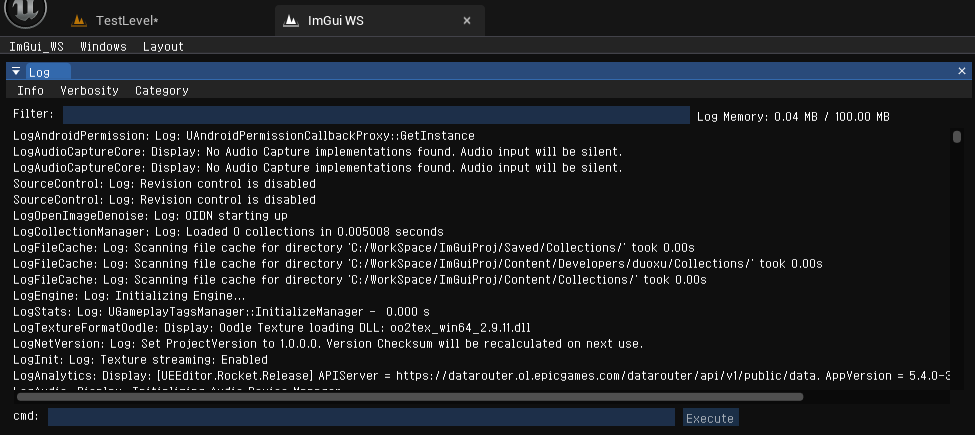 TestLevel*
ImGui WS
ImGui_WS Windows Layout
Log
Info Verbosity Category
Filter:
Log Memory: 0.04 MB / 100.00 MB
LogAndroidPermission: Log: UAndroidPermissionCallbackProxy::GetInstance
LogAudioCaptureCore: Display: No Audio Capture implementations found. Audio input will be silent.
LogAudioCaptureCore: Display: No Audio Capture implementations found. Audio input will be silent.
SourceControl: Log: Revision control is disabled
SourceControl: Log: Revision control is disabled
LogOpenImageDenoise: Log: OIDN starting up
LogCollectionManager: Log: Loaded 0 collections in 0.005008 seconds
LogFileCache: Log: Scanning file cache for directory 'C:/WorkSpace/ImGuiProj/Saved/Collections/' took 0.00s
LogFileCache: Log: Scanning file cache for directory 'C:/WorkSpace/ImGuiProj/Content/Developers/duoxu/Collections/' took 0.00s
LogFileCache: Log: Scanning file cache for directory 'C:/WorkSpace/ImGuiProj/Content/Collections/' took 0.00s
LogEngine: Log: Initializing Engine...
LogStats: Log: UGameplayTagsManager::InitializeManager - 0.000 s
LogTextureFormatOodle: Display: Oodle Texture loading DLL: oo2tex_win64_2.9.11.dll
LogNetVersion: Log: Set ProjectVersion to 1.0.0.0. Version Checksum will be recalculated on next use.
LogInit: Log: Texture streaming: Enabled
LogAnalytics: Display: [UEEditor.Rocket.Release] APIServer = https://datarouter.ol.epicgames.com/datarouter/api/v1/public/data. AppVersion = 5.4.0-3
LogAudio: Display: Initializing Audio Device Manager...
cmd:
Execute